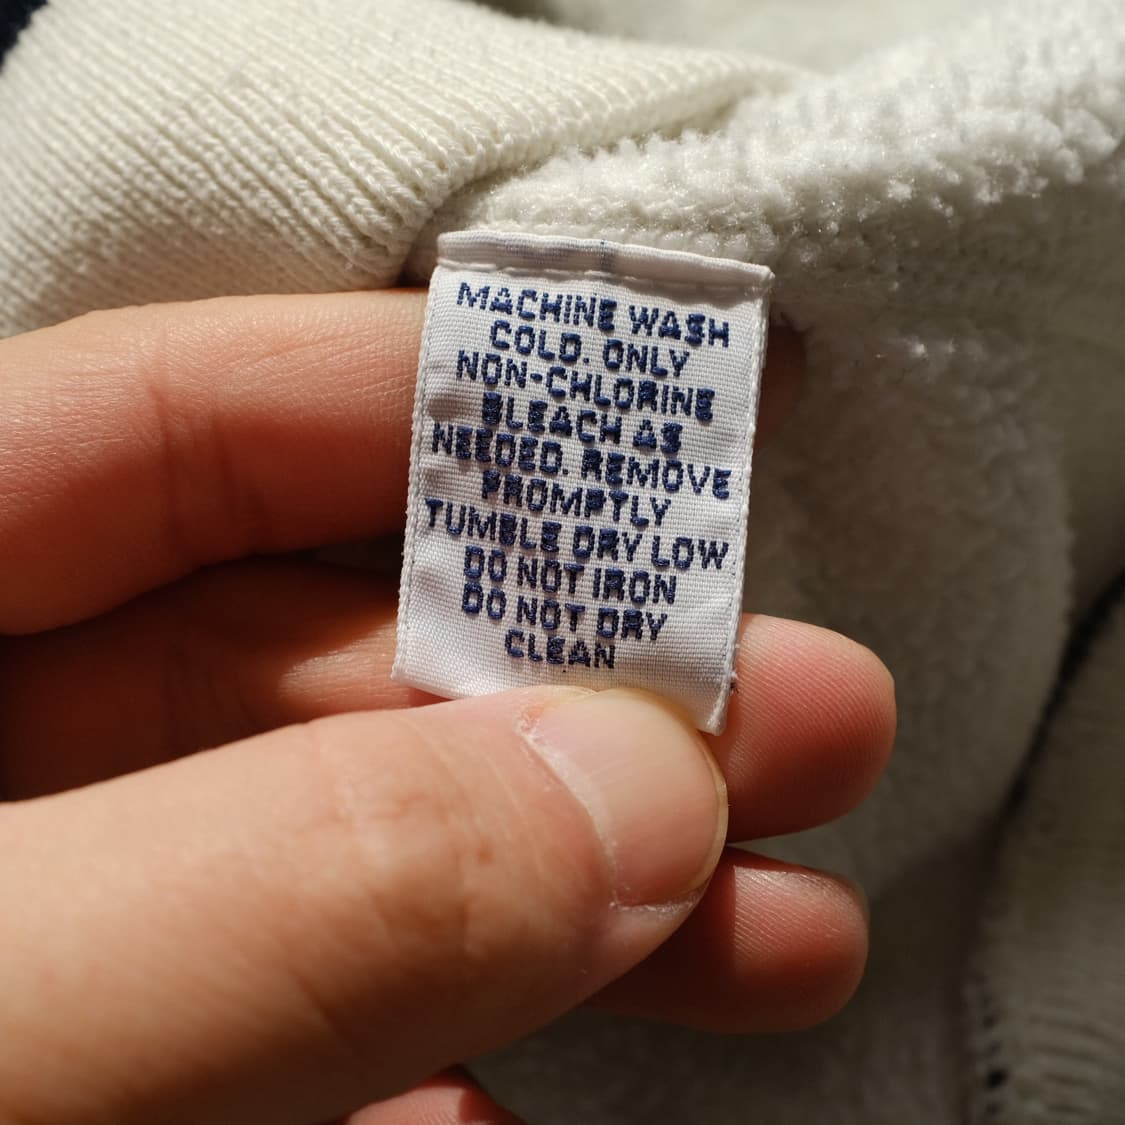 MACHINE WASH
COLD. ONLY
NON-CHLORINE
BLEACH AS
NEEDED. REMOVE
PROMPTLY
TUMBLE DRY LOW
DO NOT IRON
DO NOT DRY
CLEAN